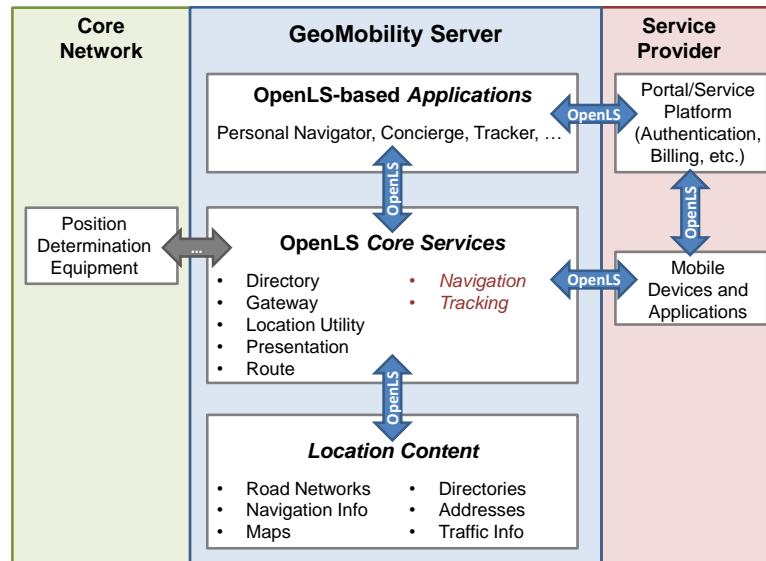 Core
Network
GeoMobility Server
Service
Provider
OpenLS-based Applications
Personal Navigator, Concierge, Tracker, …
OpenLS
Portal/Service
Platform
(Authentication,
Billing, etc.)
OpenLS
OpenLS
Position
Determination
Equipment
...
OpenLS Core Services
• Directory
• Gateway
• Location Utility
• Presentation
• Route
• Navigation
• Tracking
OpenLS
Mobile
Devices and
Applications
OpenLS
Location Content
• Road Networks
• Navigation Info
• Maps
• Directories
• Addresses
• Traffic Info